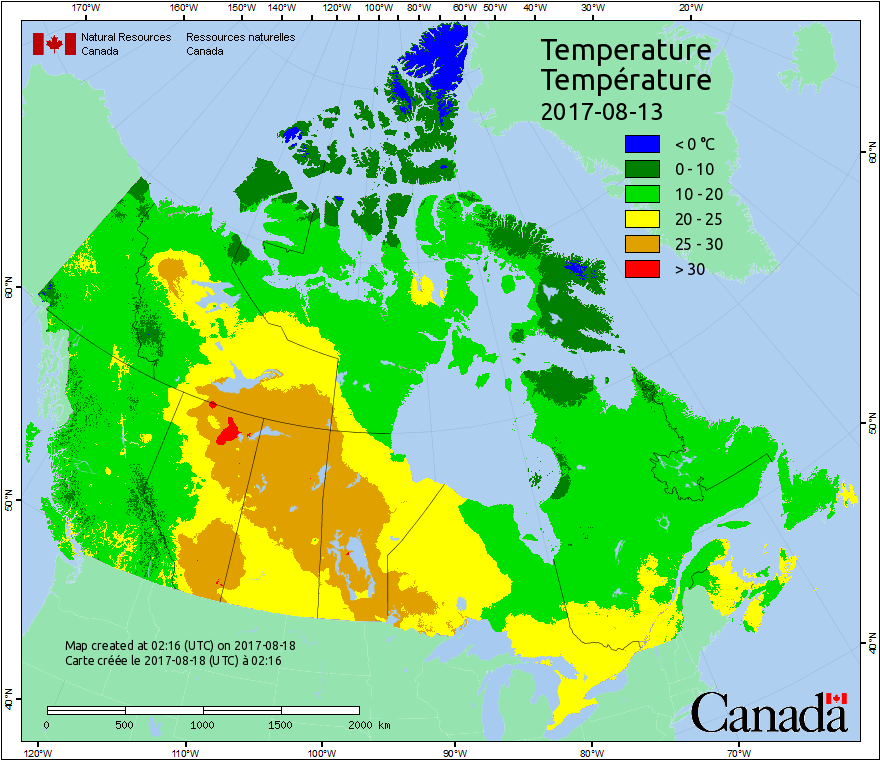 170°W 160°W 150°W 140°W 130°W 120°W 110°W 100°W 90°W 80°W 70°W 60°W 50°W 40°W 30°W 20°W
Natural Resources Ressources naturelles
Canada Canada
Temperature
Température
2017-08-13
< 0 °C
0 - 10
10 - 20
20 - 25
25 - 30
> 30
60°N 60°N
50°N 50°N
40°N 40°N
Map created at 02:16 (UTC) on 2017-08-18
Carte créée le 2017-08-18 (UTC) à 02:16
0 500 1000 1500 2000 km
Canada
120°W 110°W 100°W 90°W 80°W 70°W